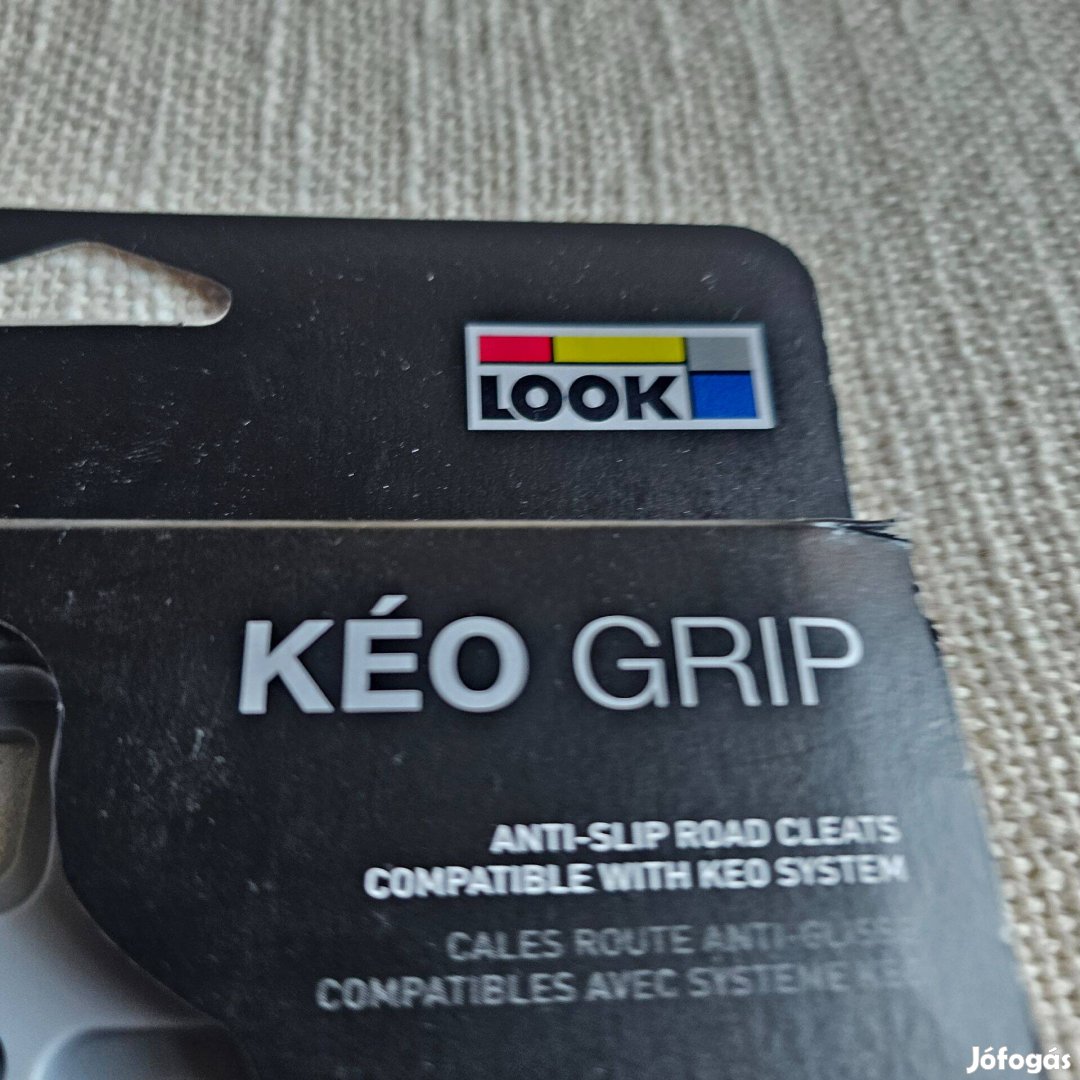 LOOK
KÉO GRIP
ANTI-SLIP ROAD CLEATS
COMPATIBLE WITH KEO SYSTEM
CALES ROUTE
COMPATIBLES AVEC SYSTEME
Jófogás